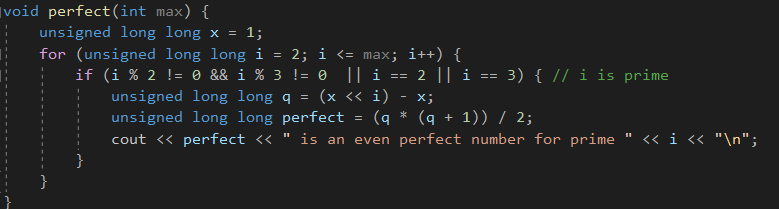 void perfect(int max) {
    unsigned long long x = 1;
    for (unsigned long long i = 2; i <= max; i++) {
        if (i % 2 != 0 && i % 3 != 0  || i == 2 || i == 3) { // i is prime
            unsigned long long q = (x << i) - x;
            unsigned long long perfect = (q * (q + 1)) / 2;
            cout << perfect << " is an even perfect number for prime " << i << "\n";
        }
    }
}